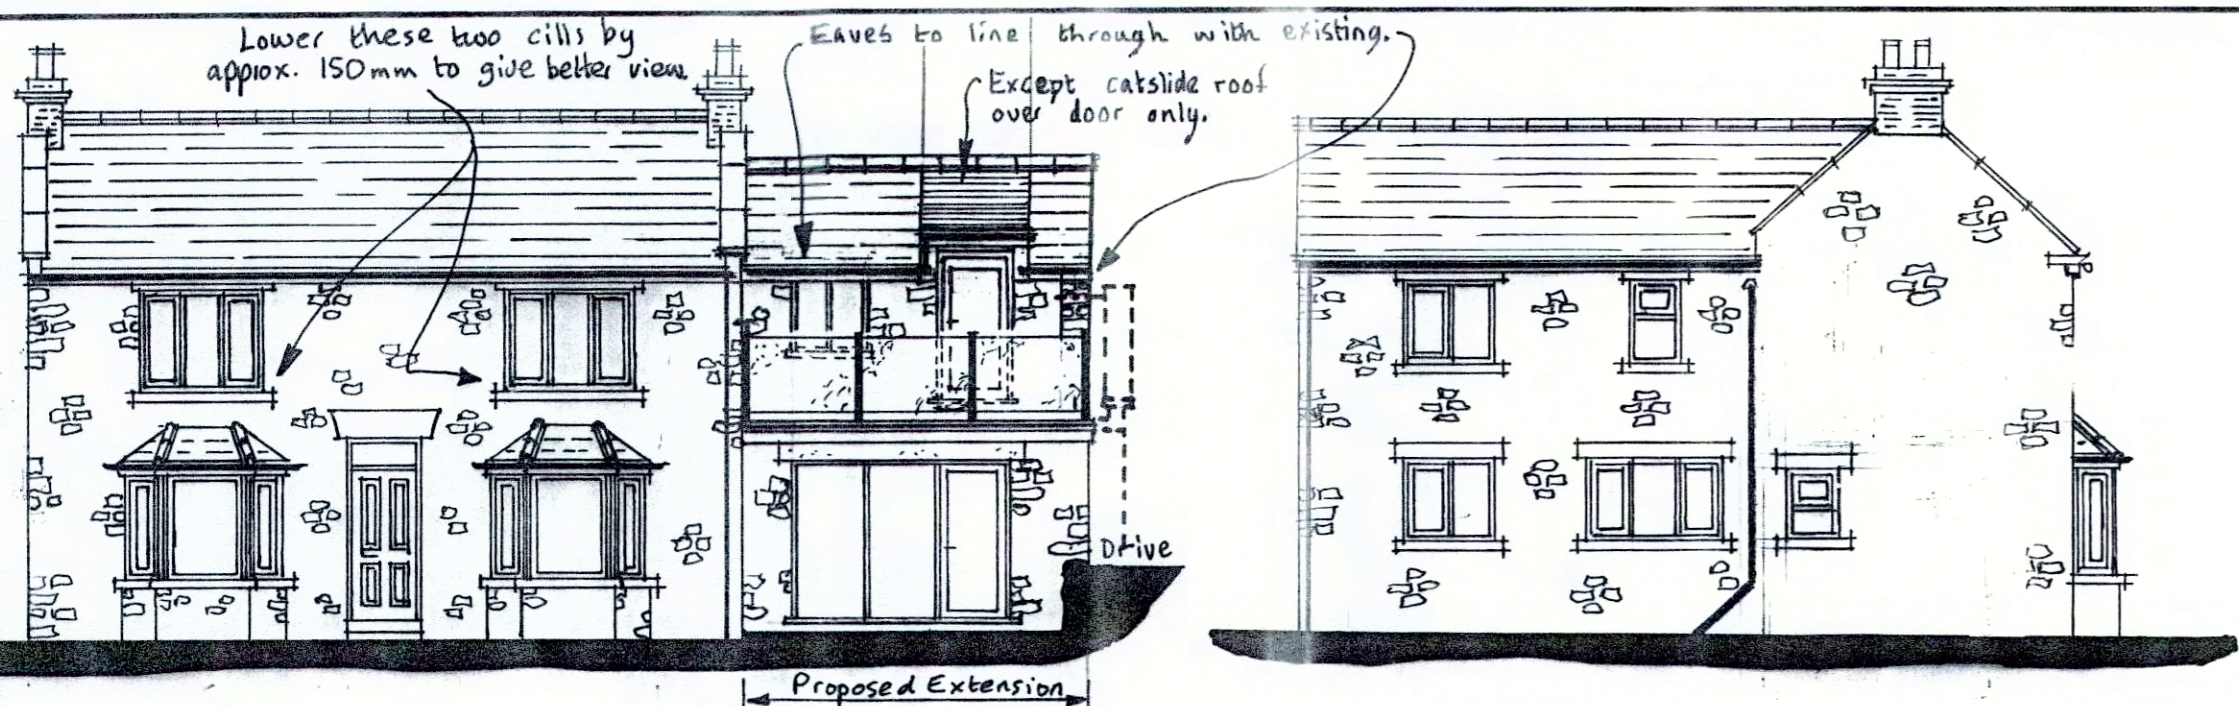 Lower these two cills by
approx. 150mm to give better view.
Eaves to line through with existing.
Except catslide roof
over door only.
Drive
Proposed Extension